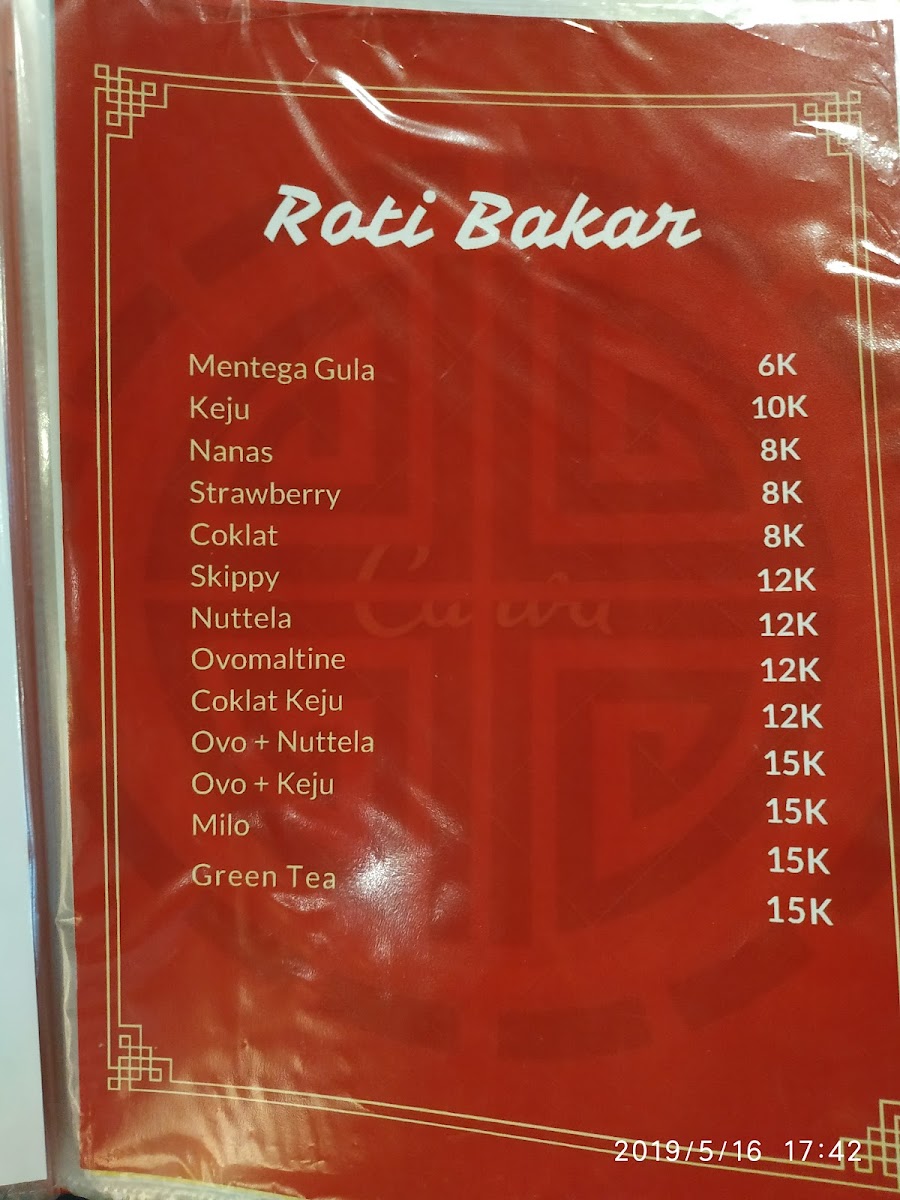 Roti Bakar
Mentega Gula 6K
Keju 10K
Nanas 8K
Strawberry 8K
Coklat 8K
Skippy 12K
Nuttela 12K
Ovomaltine 12K
Coklat Keju 12K
Ovo + Nuttela 15K
Ovo + Keju 15K
Milo 15K
Green Tea 15K
Canva
2019/5/16 17:42